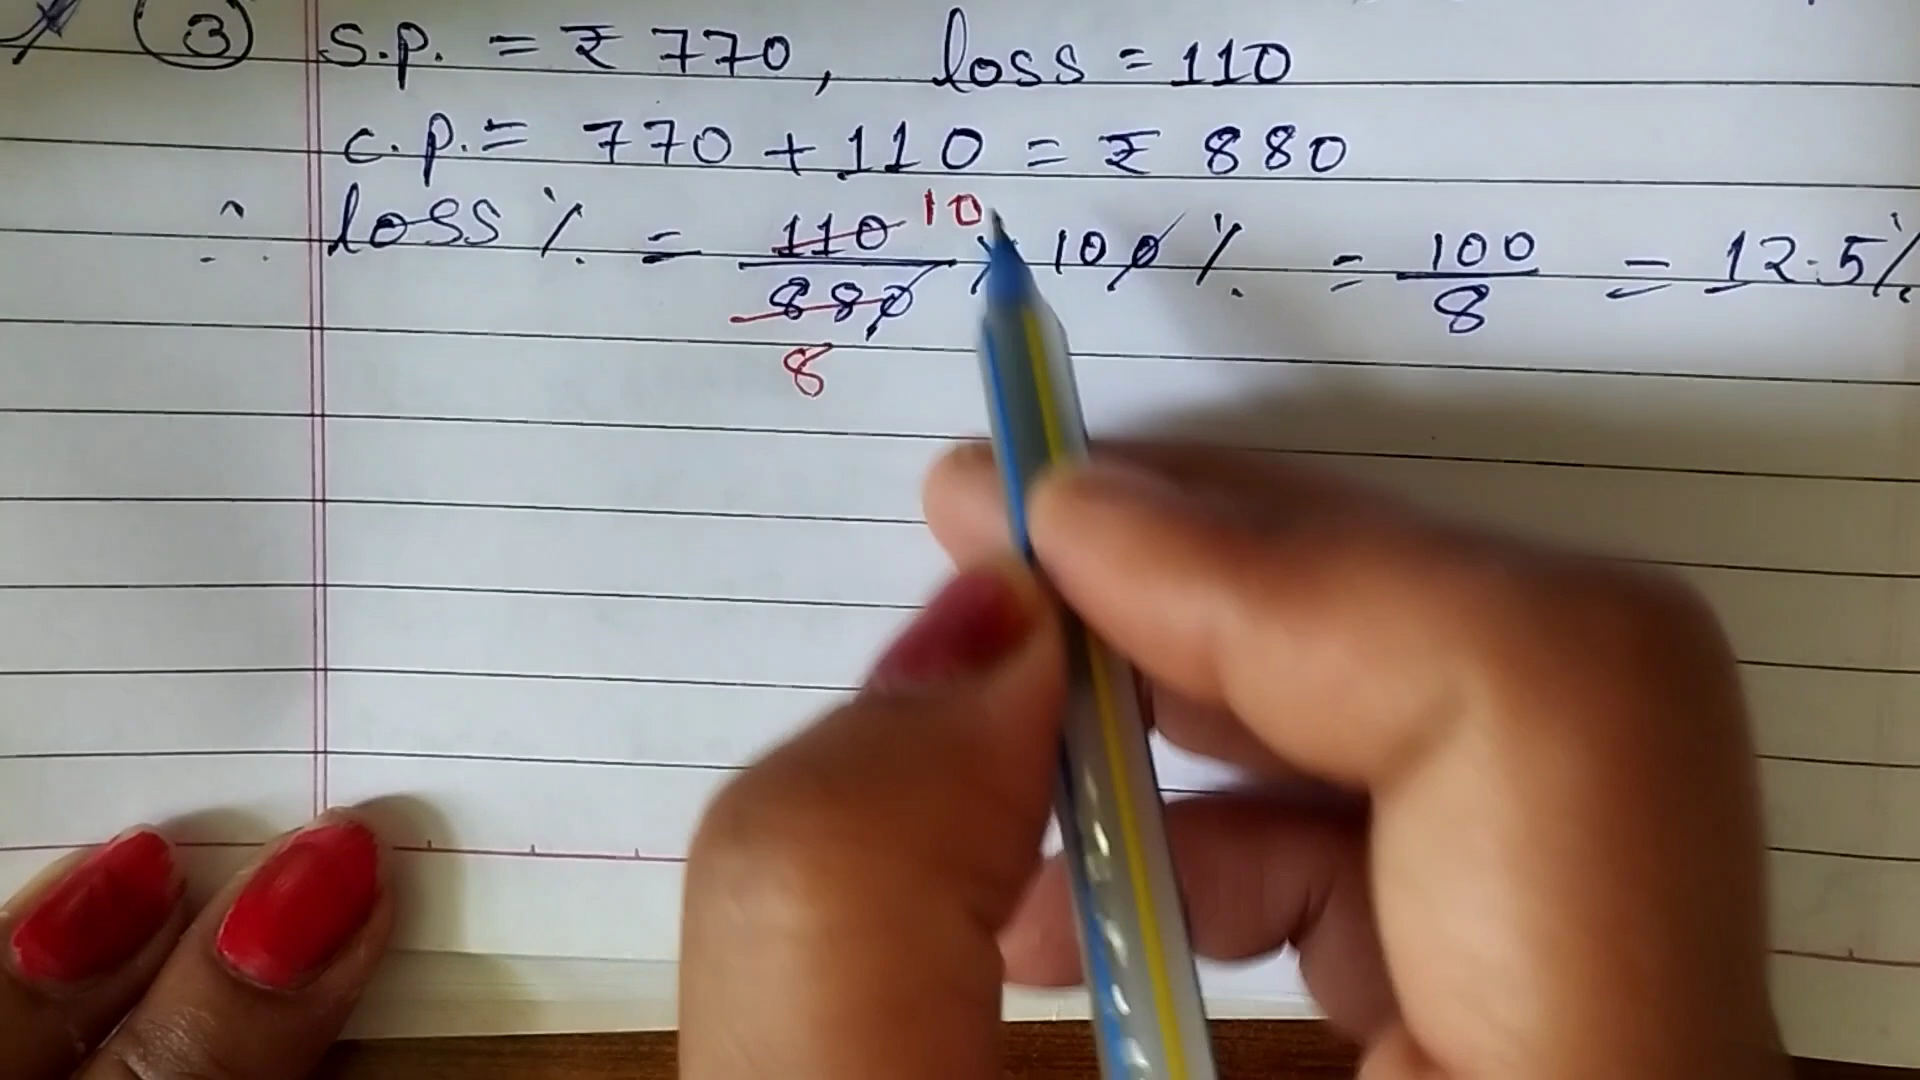 ③ S.P. = ₹ 770, loss = 110
C.P. = 770 + 110 = ₹ 880
∴ loss % = 110/880 × 100 % = 100/8 = 12.5%
10
8